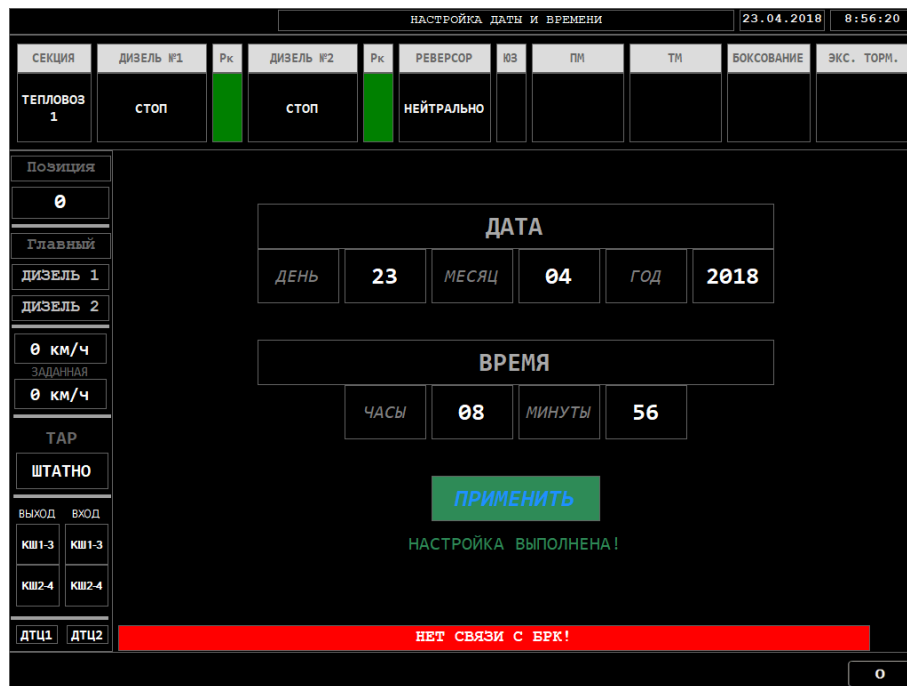 НАСТРОЙКА ДАТЫ И ВРЕМЕНИ 23.04.2018 8:56:20
СЕКЦИЯ ДИЗЕЛЬ №1 Рк ДИЗЕЛЬ №2 Рк РЕВЕРСОР ЮЗ ПМ ТМ БОКСОВАНИЕ ЭКС. ТОРМ.
ТЕПЛОВОЗ
1
СТОП СТОП НЕЙТРАЛЬНО
Позиция
0
Главный
ДИЗЕЛЬ 1
ДИЗЕЛЬ 2
0 км/ч
ЗАДАННАЯ
0 км/ч
ТАР
ШТАТНО
ВЫХОД ВХОД
КШ1-3 КШ1-3
КШ2-4 КШ2-4
ДТЦ1 ДТЦ2
ДАТА
ДЕНЬ 23 МЕСЯЦ 04 ГОД 2018
ВРЕМЯ
ЧАСЫ 08 МИНУТЫ 56
ПРИМЕНИТЬ
НАСТРОЙКА ВЫПОЛНЕНА!
НЕТ СВЯЗИ С БРК!
0